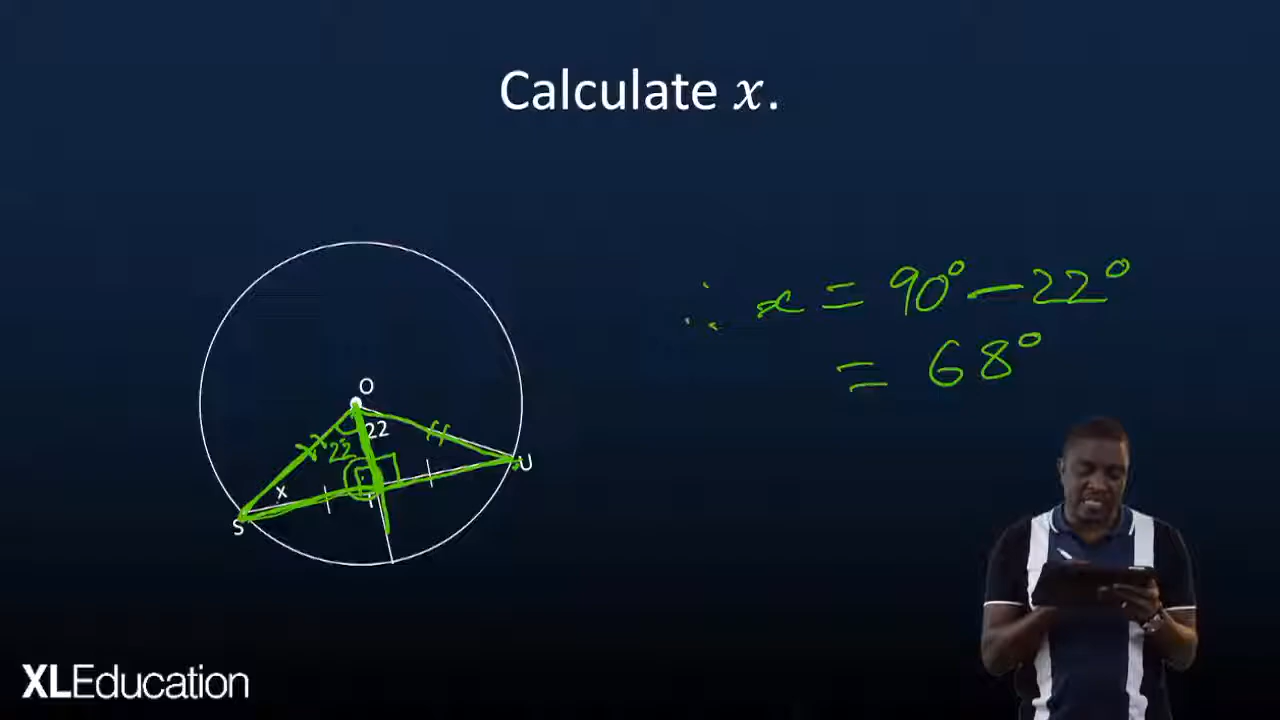 Calculate x.
∴ x = 90° − 22°
= 68°
O
22
22
x
U
S
T
XLEducation